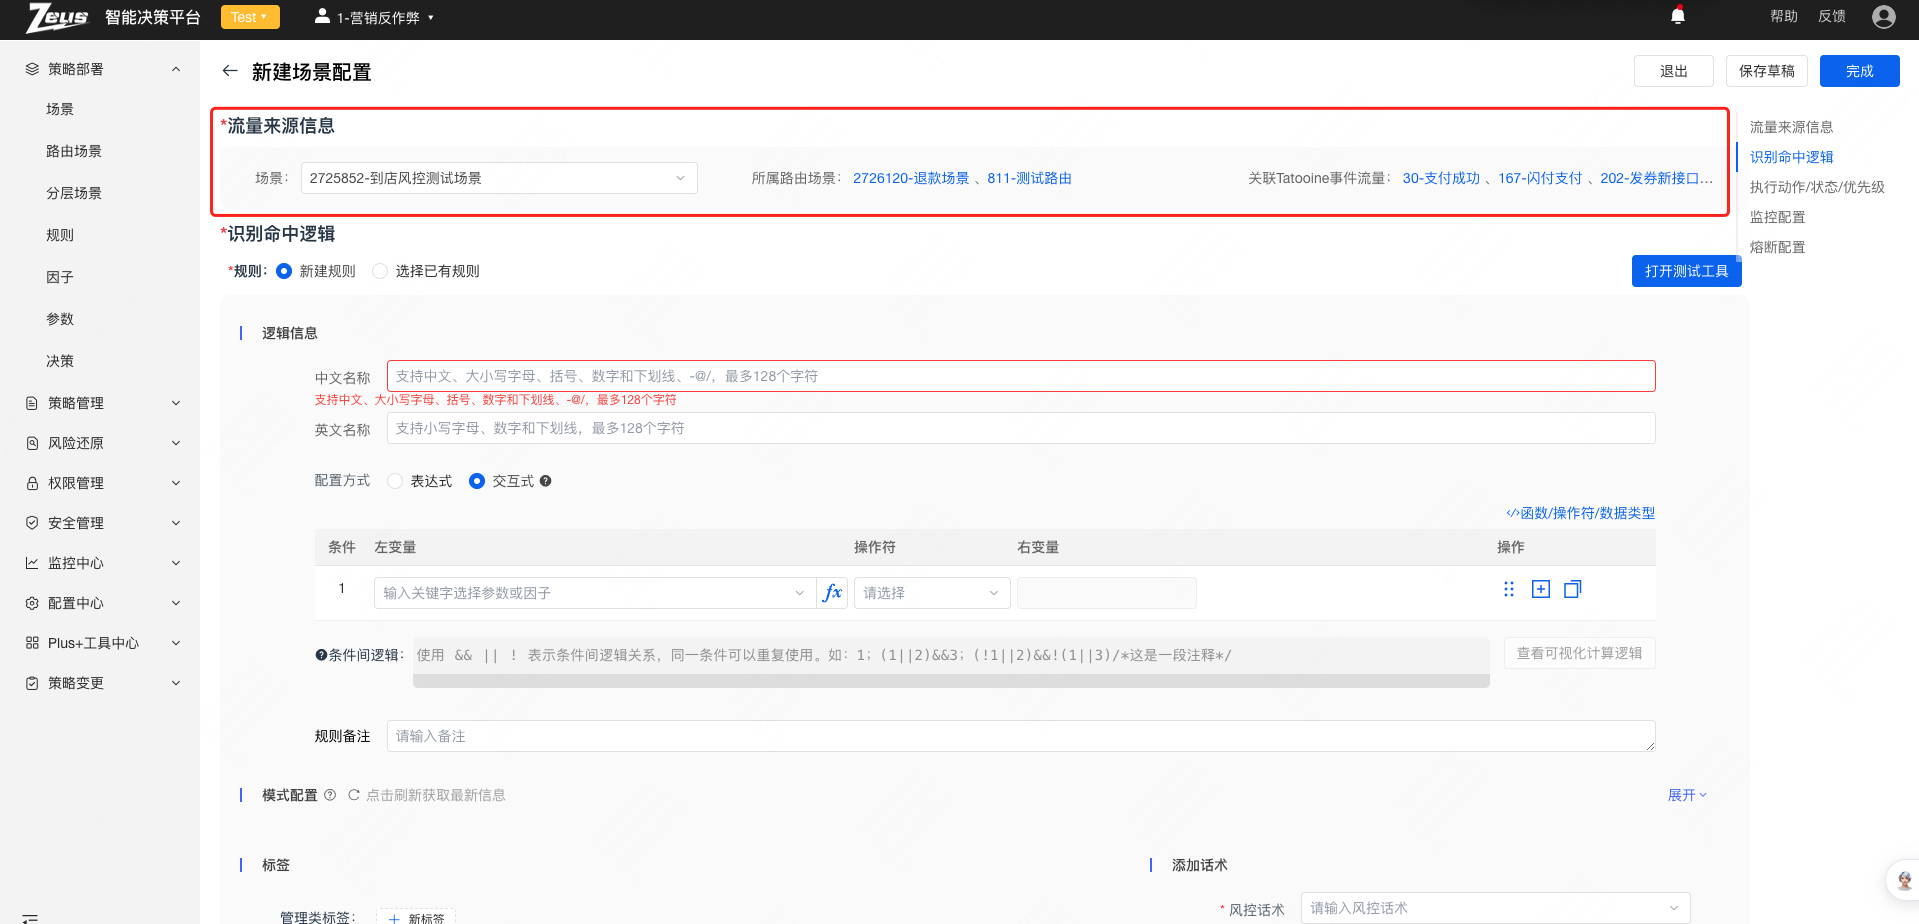 Zeus 智能决策平台 Test 1-营销反作弊 帮助 反馈
策略部署
场景
路由场景
分层场景
规则
因子
参数
决策
策略管理
风险还原
权限管理
安全管理
监控中心
配置中心
Plus+工具中心
策略变更
新建场景配置 退出 保存草稿 完成
*流量来源信息
场景： 2725852-到店风控测试场景 所属路由场景： 2726120-退款场景 、811-测试路由 关联Tatooine事件流量： 30-支付成功 、167-闪付支付 、202-发券新接口...
流量来源信息
识别命中逻辑
执行动作/状态/优先级
监控配置
熔断配置
*识别命中逻辑
*规则： 新建规则 选择已有规则 打开测试工具
逻辑信息
中文名称 支持中文、大小写字母、括号、数字和下划线、-@/，最多128个字符
支持中文、大小写字母、括号、数字和下划线、-@/，最多128个字符
英文名称 支持小写字母、数字和下划线，最多128个字符
配置方式 表达式 交互式 ?
</>函数/操作符/数据类型
条件 左变量 操作符 右变量 操作
1 输入关键字选择参数或因子 fx 请选择
?条件间逻辑： 使用 && || ! 表示条件间逻辑关系，同一条件可以重复使用。如：1；(1||2)&&3；(!1||2)&&!(1||3)/*这是一段注释*/ 查看可视化计算逻辑
规则备注 请输入备注
模式配置 ? 点击刷新获取最新信息 展开
标签 添加话术
管理类标签： + 新标签 * 风控话术 请输入风控话术